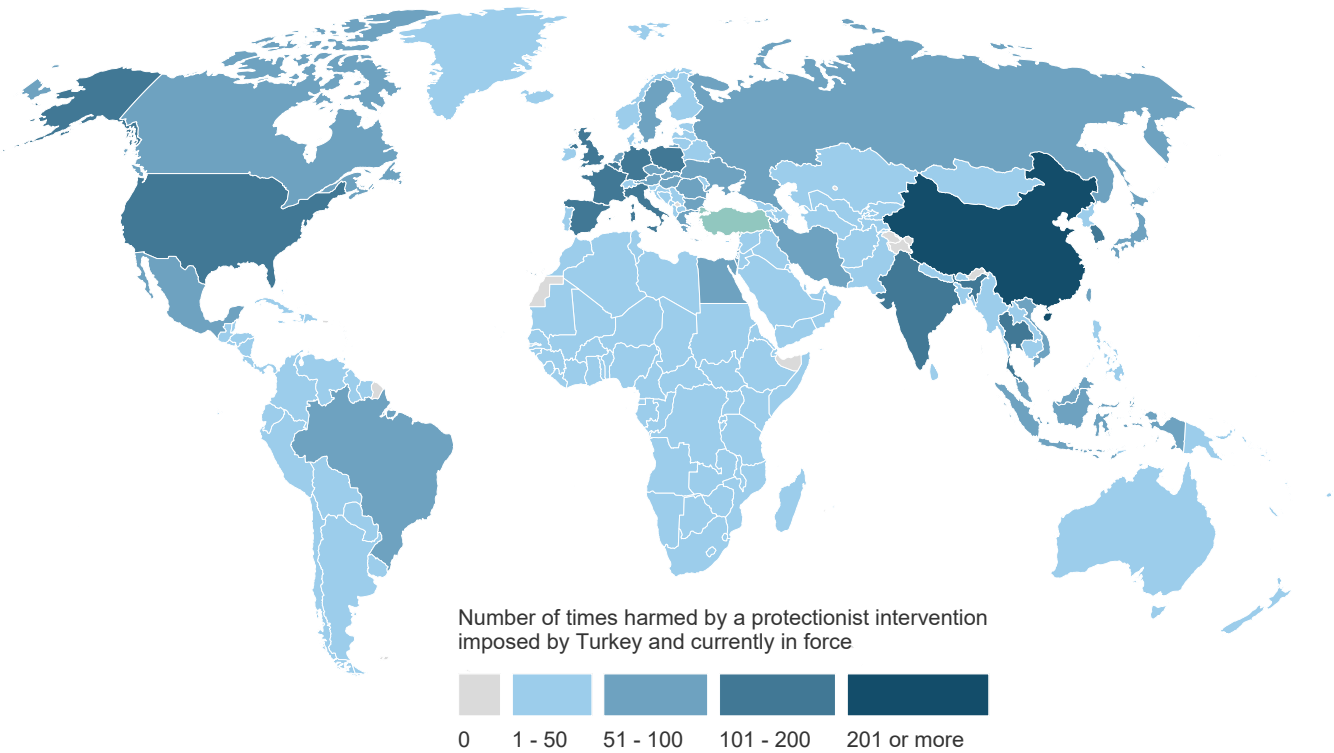 Number of times harmed by a protectionist intervention
imposed by Turkey and currently in force
0 1 - 50 51 - 100 101 - 200 201 or more